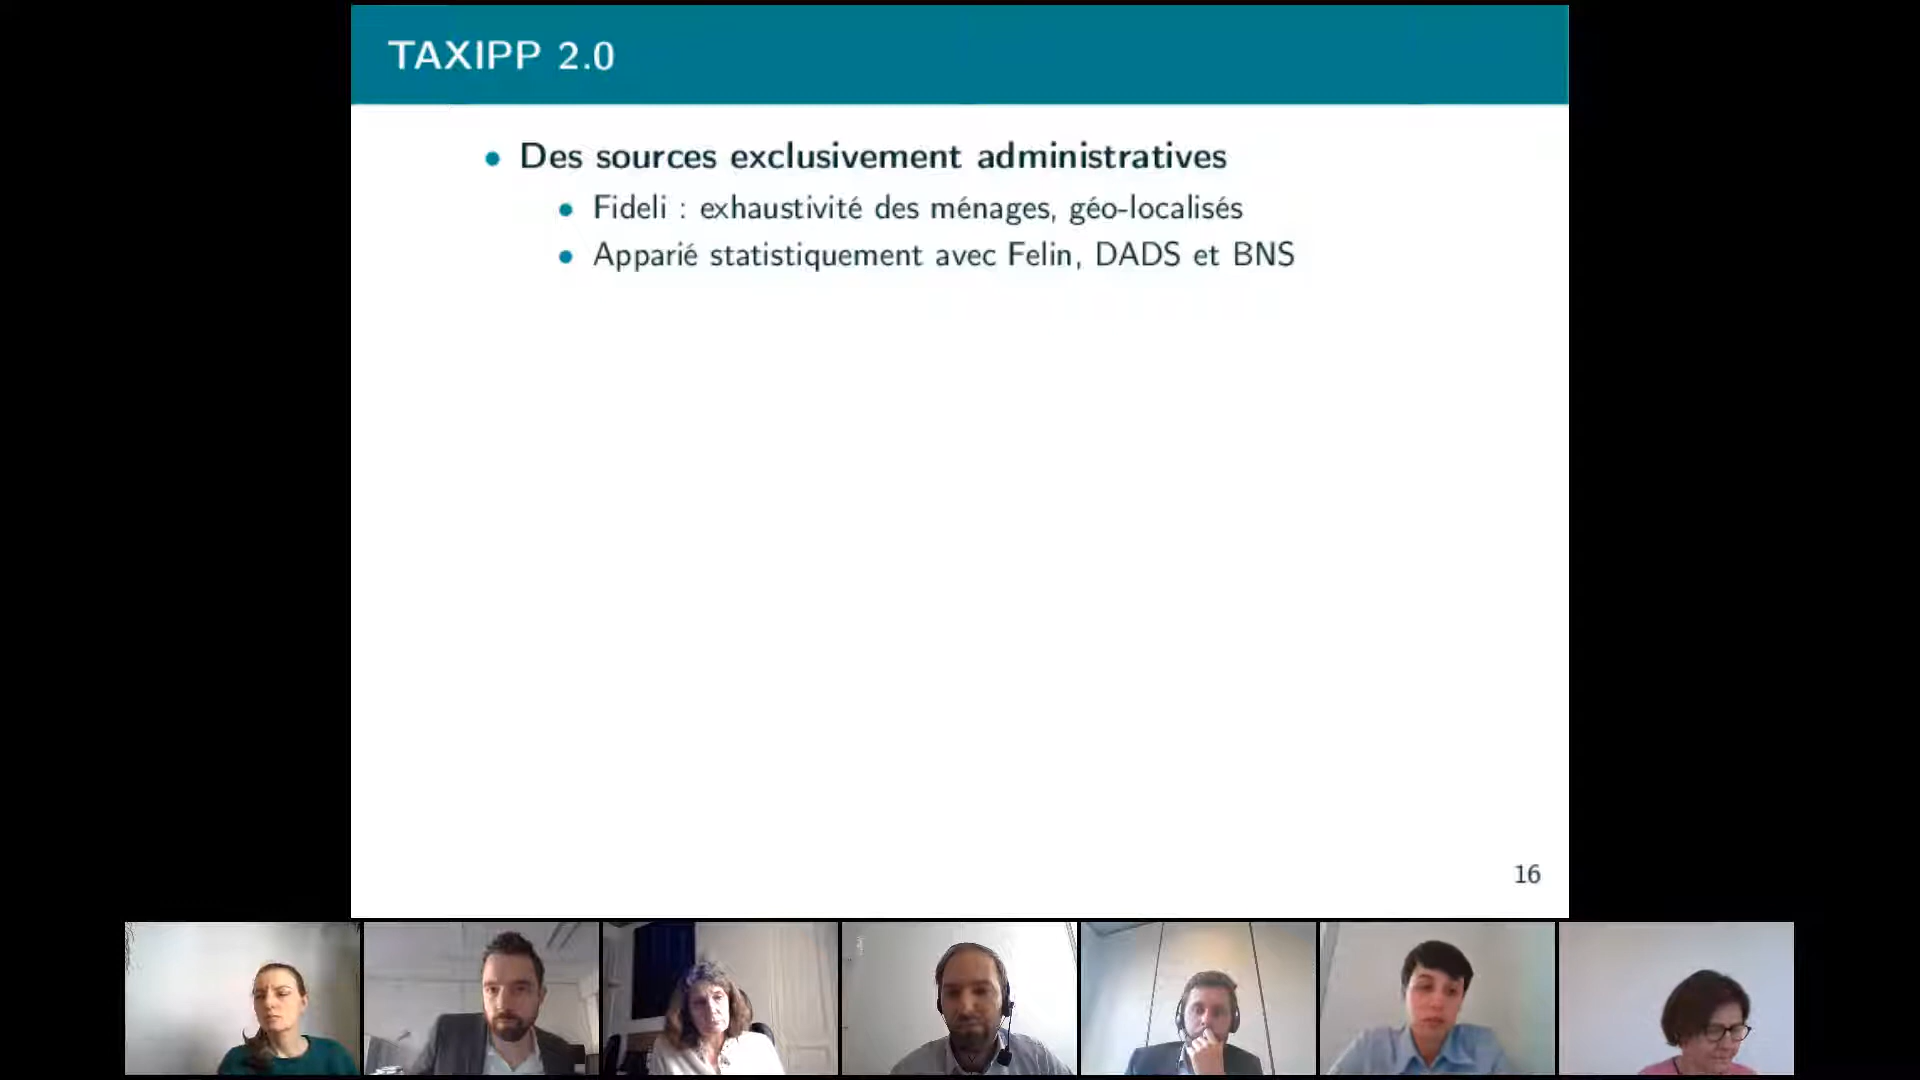 TAXIPP 2.0
• Des sources exclusivement administratives
• Fideli : exhaustivité des ménages, géo-localisés
• Apparié statistiquement avec Felin, DADS et BNS
16